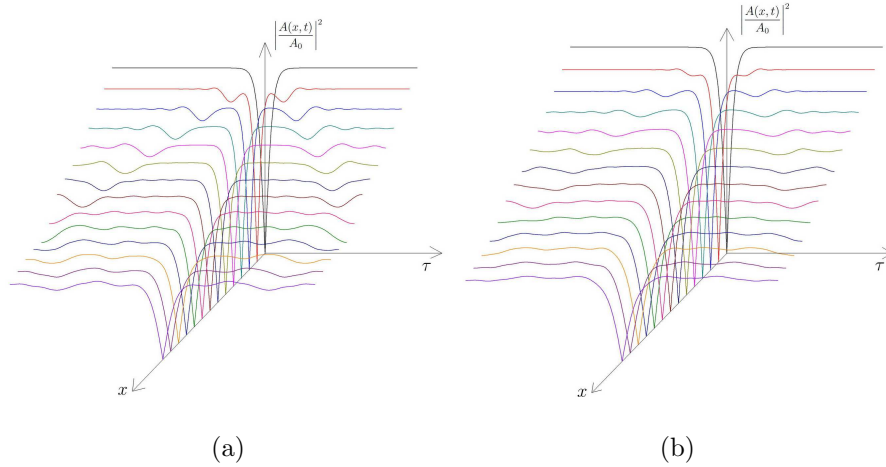 |A(x,t)/A₀|²
|A(x,t)/A₀|²
τ
τ
x
x
(a)
(b)